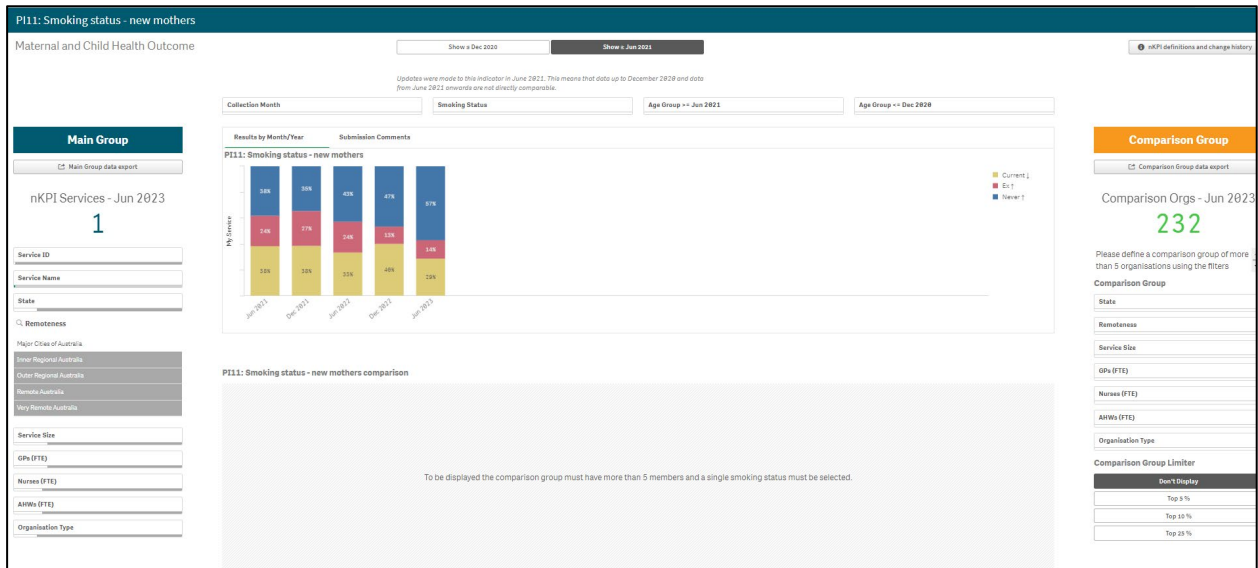 PI11: Smoking status - new mothers
Maternal and Child Health Outcome
Show ≤ Dec 2020
Show ≥ Jun 2021
nKPI definitions and change history
Updates were made to this indicator in June 2021. This means that data up to December 2020 and data
from June 2021 onwards are not directly comparable.
Collection Month
Smoking Status
Age Group >= Jun 2021
Age Group <= Dec 2020
Main Group
Main Group data export
nKPI Services - Jun 2023
1
Service ID
Service Name
State
Remoteness
Major Cities of Australia
Inner Regional Australia
Outer Regional Australia
Remote Australia
Very Remote Australia
Service Size
GPs (FTE)
Nurses (FTE)
AHWs (FTE)
Organisation Type
Results by Month/Year
Submission Comments
PI11: Smoking status - new mothers
My Service
38%
24%
38%
27%
24%
33%
47%
13%
40%
57%
14%
29%
Jun 2021
Dec 2021
Jun 2022
Dec 2022
Jun 2023
Current ↓
Ex ↑
Never ↑
PI11: Smoking status - new mothers comparison
To be displayed the comparison group must have more than 5 members and a single smoking status must be selected.
Comparison Group
Comparison Group data export
Comparison Orgs - Jun 2023
232
Please define a comparison group of more
than 5 organisations using the filters
Comparison Group
State
Remoteness
Service Size
GPs (FTE)
Nurses (FTE)
AHWs (FTE)
Organisation Type
Comparison Group Limiter
Don't Display
Top 5 %
Top 10 %
Top 25 %